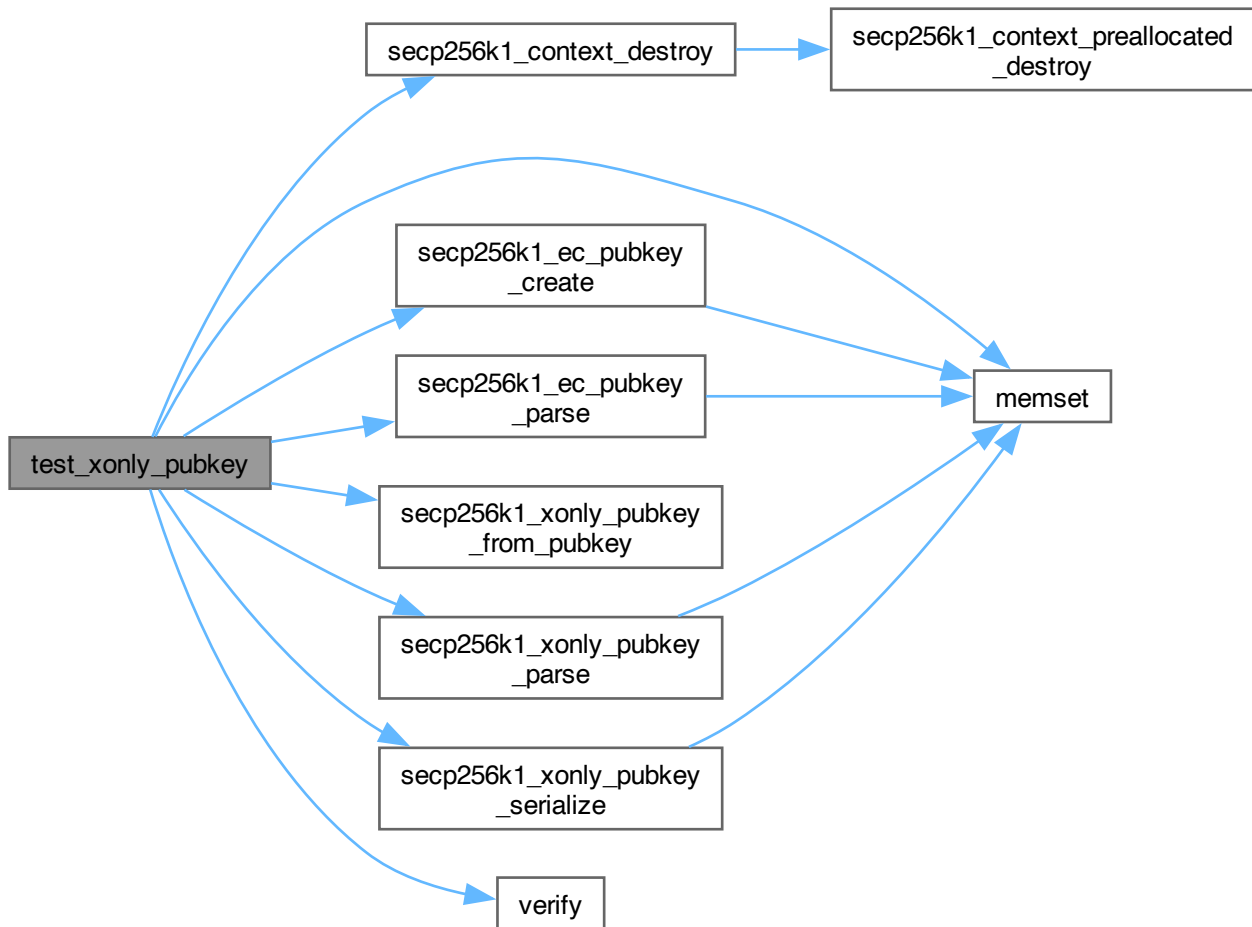 test_xonly_pubkey
secp256k1_context_destroy
secp256k1_context_preallocated
_destroy
secp256k1_ec_pubkey
_create
secp256k1_ec_pubkey
_parse
memset
secp256k1_xonly_pubkey
_from_pubkey
secp256k1_xonly_pubkey
_parse
secp256k1_xonly_pubkey
_serialize
verify